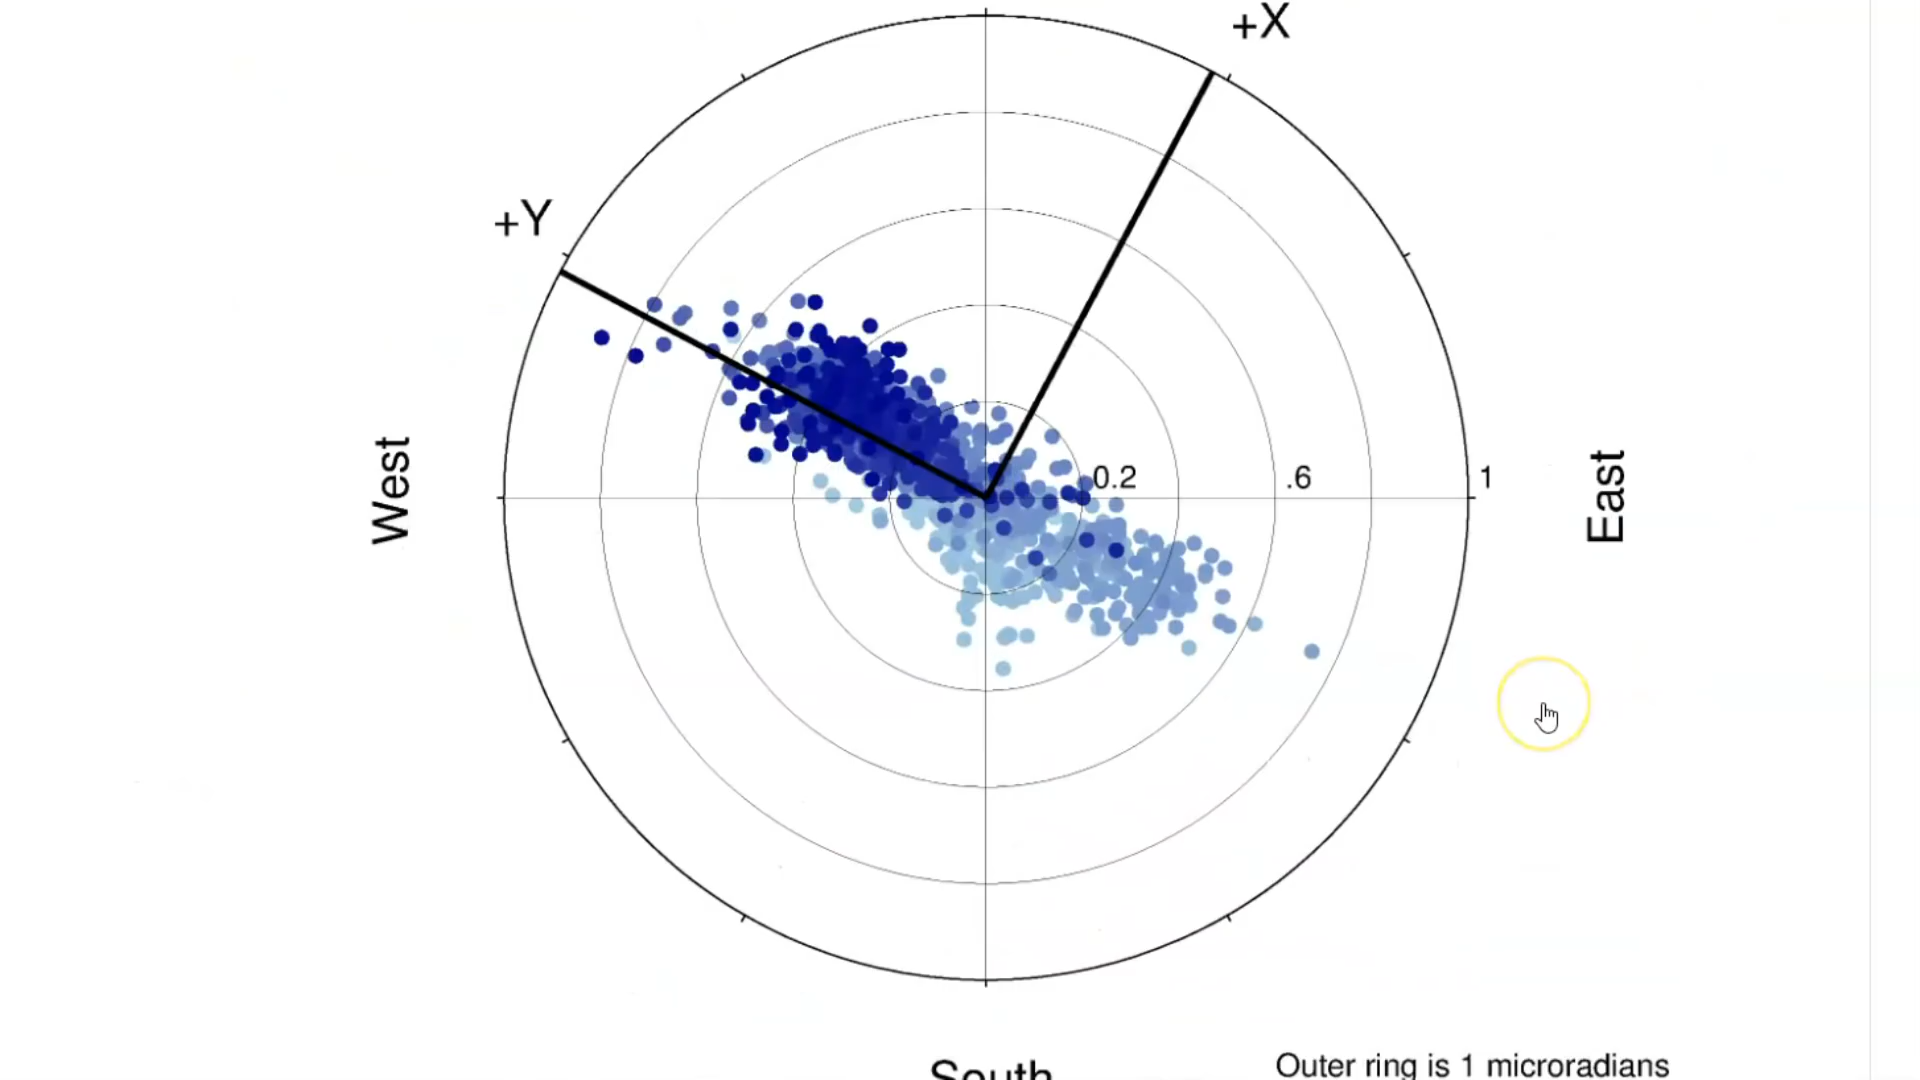 +X
+Y
West
0.2
.6
1
East
South
Outer ring is 1 microradians